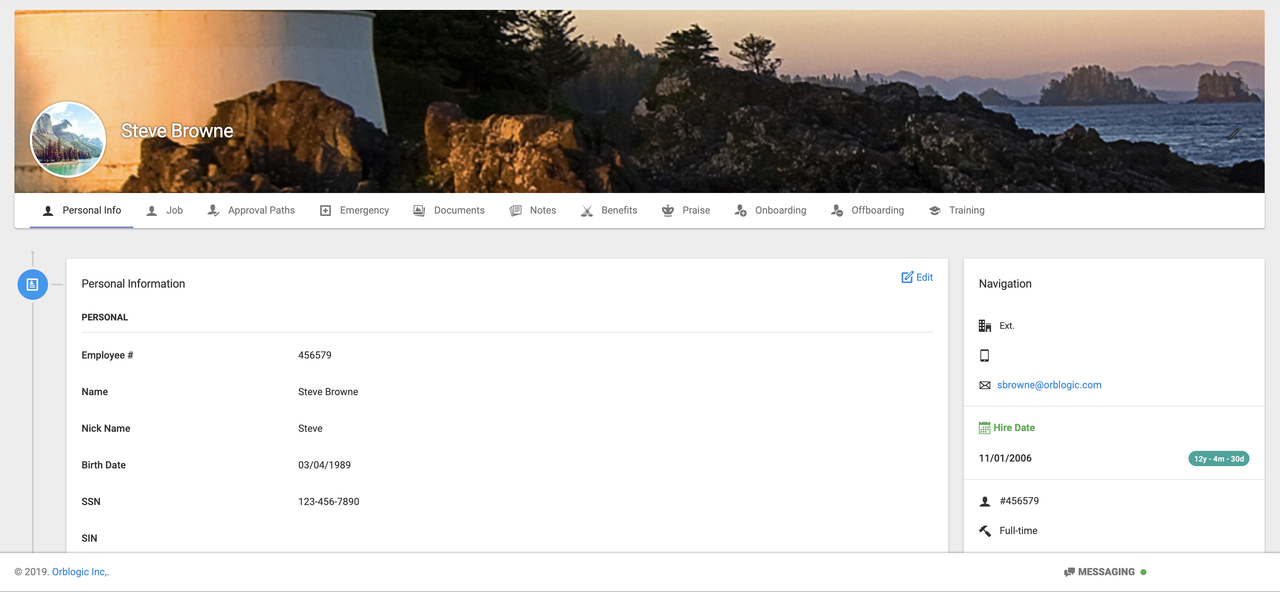 Steve Browne
Personal Info Job Approval Paths Emergency Documents Notes Benefits Praise Onboarding Offboarding Training
Personal Information
Edit
PERSONAL
Employee # 456579
Name Steve Browne
Nick Name Steve
Birth Date 03/04/1989
SSN 123-456-7890
SIN
Navigation
Ext.
sbrowne@orblogic.com
Hire Date
11/01/2006 12y - 4m - 30d
#456579
Full-time
© 2019. Orblogic Inc,.
MESSAGING